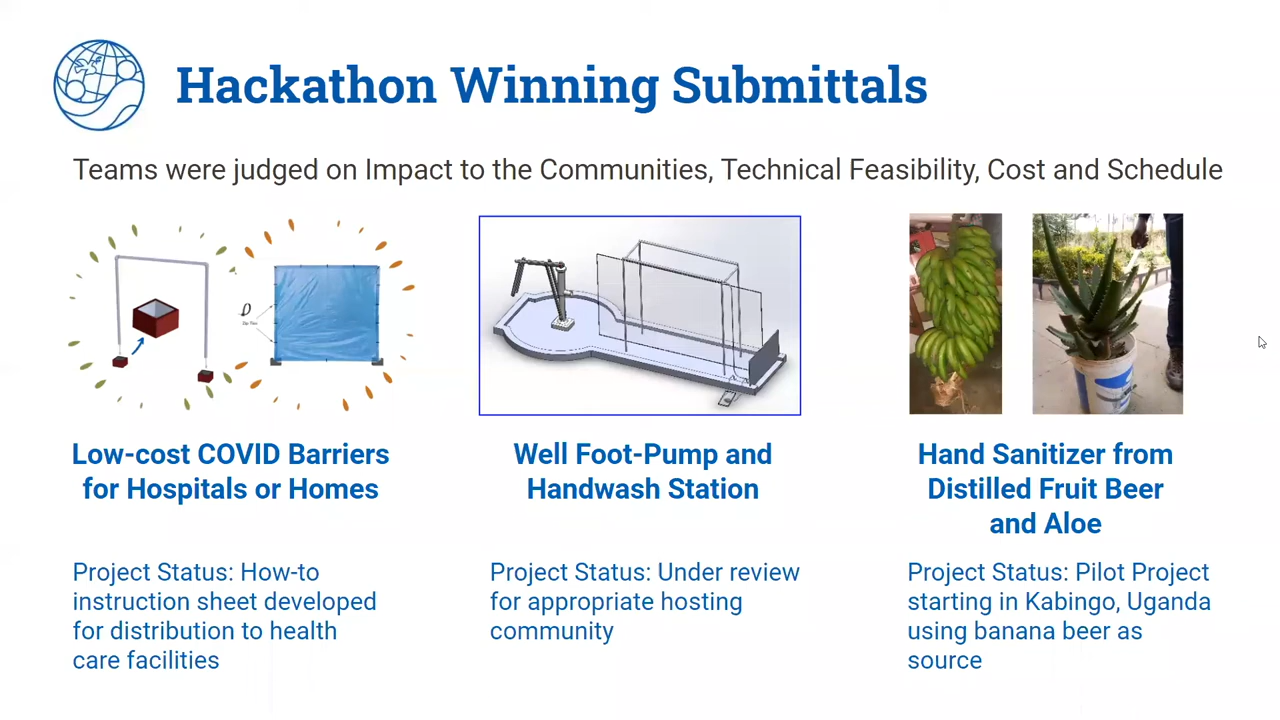 Hackathon Winning Submittals
Teams were judged on Impact to the Communities, Technical Feasibility, Cost and Schedule
Low-cost COVID Barriers
for Hospitals or Homes
Well Foot-Pump and
Handwash Station
Hand Sanitizer from
Distilled Fruit Beer
and Aloe
Project Status: How-to
instruction sheet developed
for distribution to health
care facilities
Project Status: Under review
for appropriate hosting
community
Project Status: Pilot Project
starting in Kabingo, Uganda
using banana beer as
source